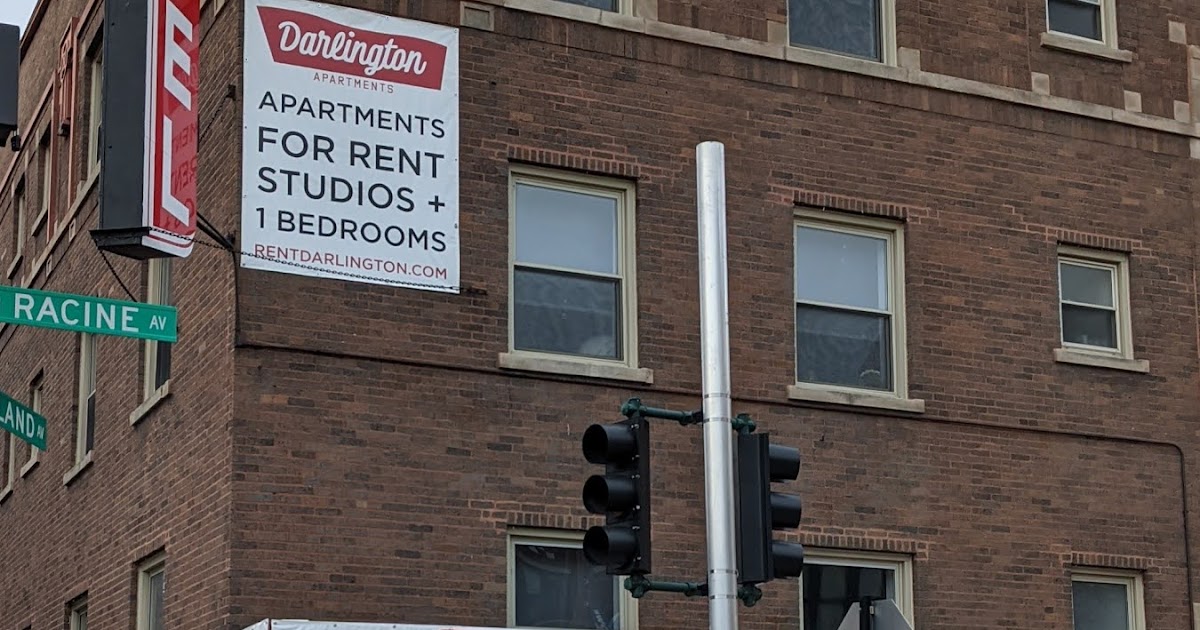 Darlington
APARTMENTS
APARTMENTS
FOR RENT
STUDIOS +
1 BEDROOMS
RENTDARLINGTON.COM
RACINE AV
LAND AV